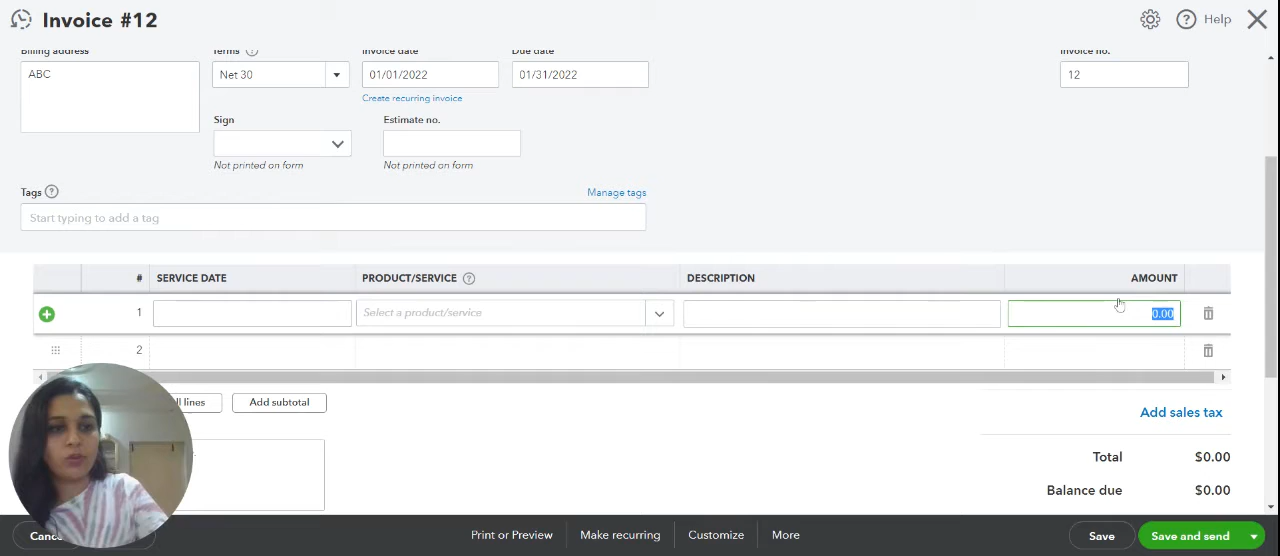 Invoice #12
Help
Billing address
Terms
Invoice date
Due date
Invoice no.
ABC
Net 30
01/01/2022
01/31/2022
12
Create recurring invoice
Sign
Estimate no.
Not printed on form
Not printed on form
Tags
Manage tags
Start typing to add a tag
# SERVICE DATE PRODUCT/SERVICE DESCRIPTION AMOUNT
1 Select a product/service 0.00
2
lines
Add subtotal
Add sales tax
Total $0.00
Balance due $0.00
Print or Preview
Make recurring
Customize
More
Save
Save and send